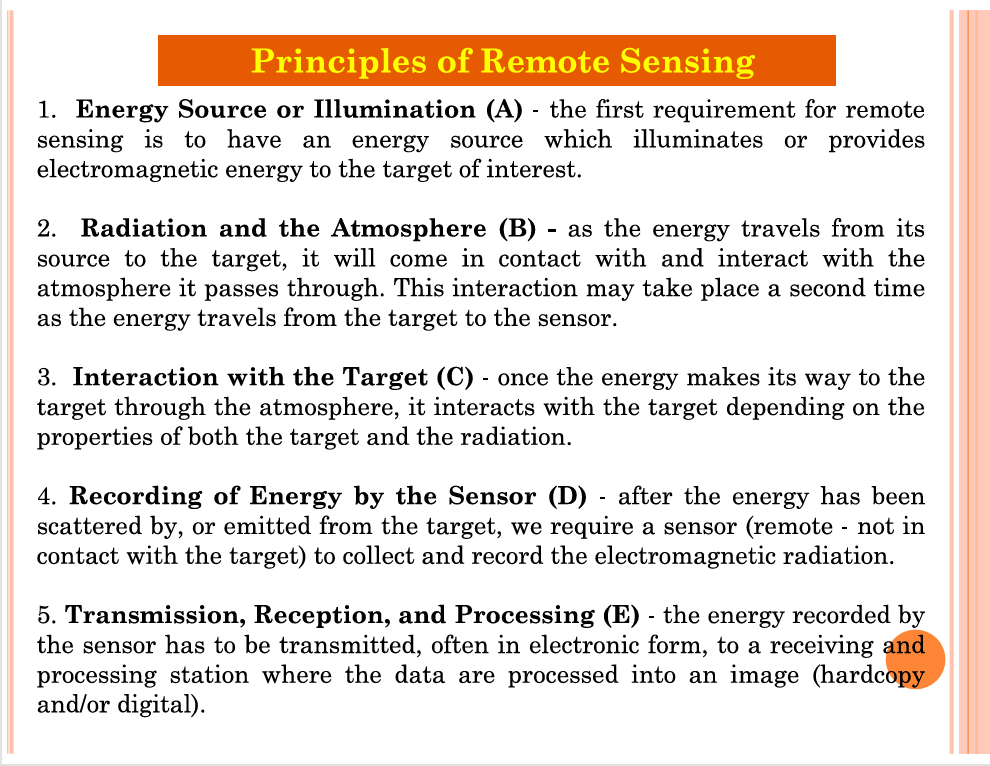 Principles of Remote Sensing
1. Energy Source or Illumination (A) - the first requirement for remote
sensing is to have an energy source which illuminates or provides
electromagnetic energy to the target of interest.
2. Radiation and the Atmosphere (B) - as the energy travels from its
source to the target, it will come in contact with and interact with the
atmosphere it passes through. This interaction may take place a second time
as the energy travels from the target to the sensor.
3. Interaction with the Target (C) - once the energy makes its way to the
target through the atmosphere, it interacts with the target depending on the
properties of both the target and the radiation.
4. Recording of Energy by the Sensor (D) - after the energy has been
scattered by, or emitted from the target, we require a sensor (remote - not in
contact with the target) to collect and record the electromagnetic radiation.
5. Transmission, Reception, and Processing (E) - the energy recorded by
the sensor has to be transmitted, often in electronic form, to a receiving and
processing station where the data are processed into an image (hardcopy
and/or digital).